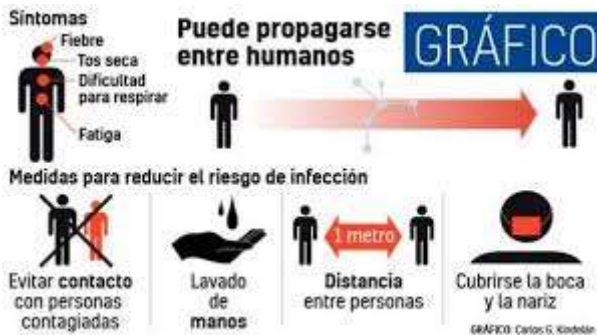 Síntomas
Fiebre
Tos seca
Dificultad
para respirar
Fatiga
Puede propagarse
entre humanos
GRÁFICO
Medidas para reducir el riesgo de infección
Evitar contacto
con personas
contagiadas
Lavado
de
manos
1 metro
Distancia
entre personas
Cubrirse la boca
y la nariz
GRÁFICO: Carlos G. Kindelán